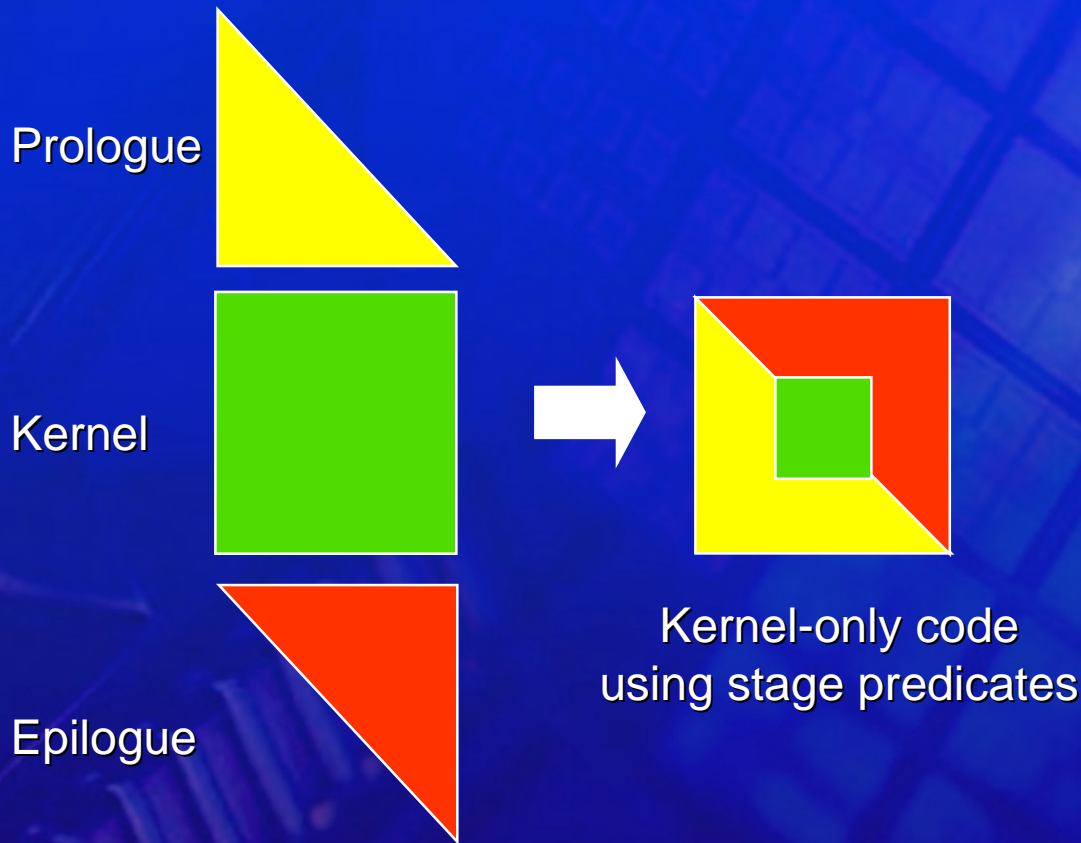 Prologue
Kernel
Epilogue
Kernel-only code
using stage predicates